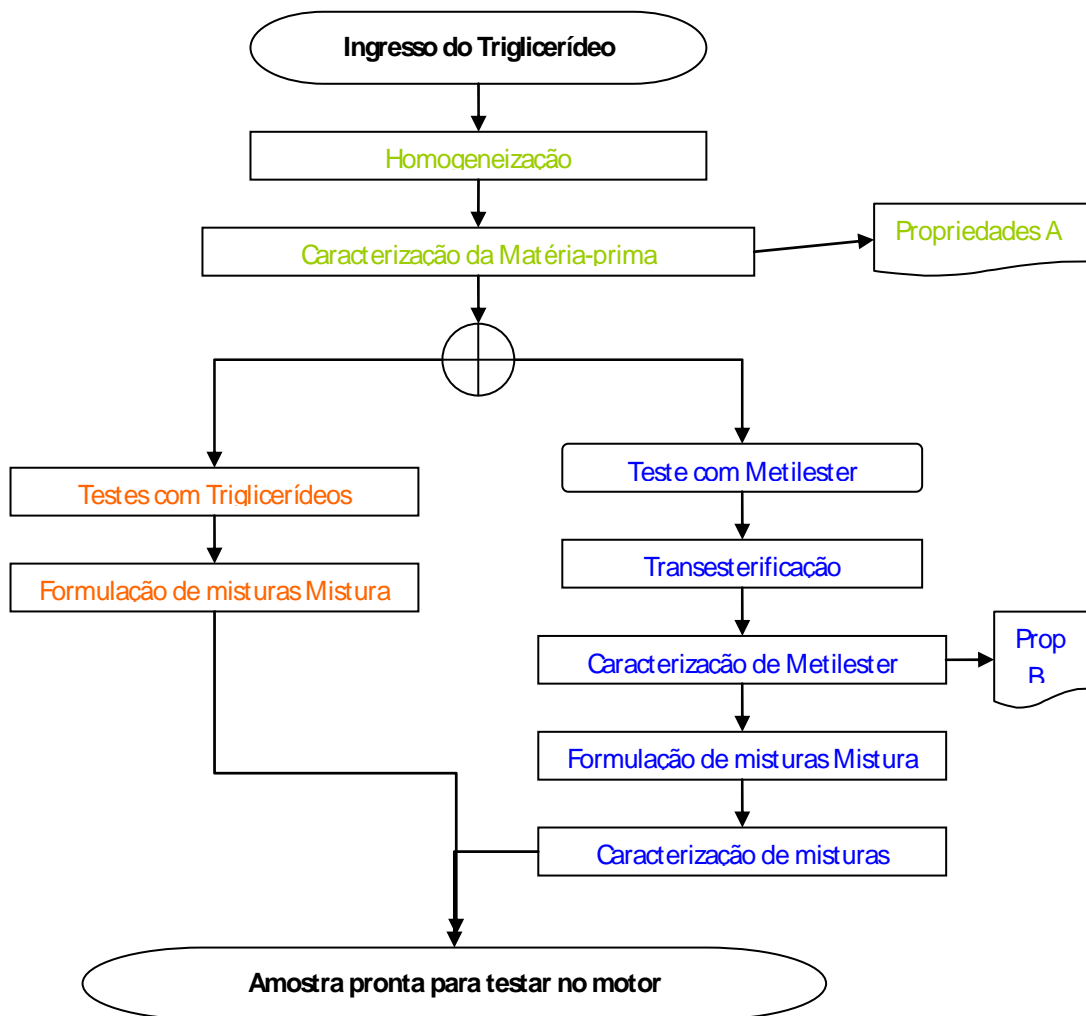 Ingresso do Triglicerídeo
Homogeneização
Caracterização da Matéria-prima
Propriedades A
Testes com Triglicerídeos
Formulação de misturas Mistura
Teste com Metilester
Transesterificação
Caracterização de Metilester
Prop
B
Formulação de misturas Mistura
Caracterização de misturas
Amostra pronta para testar no motor